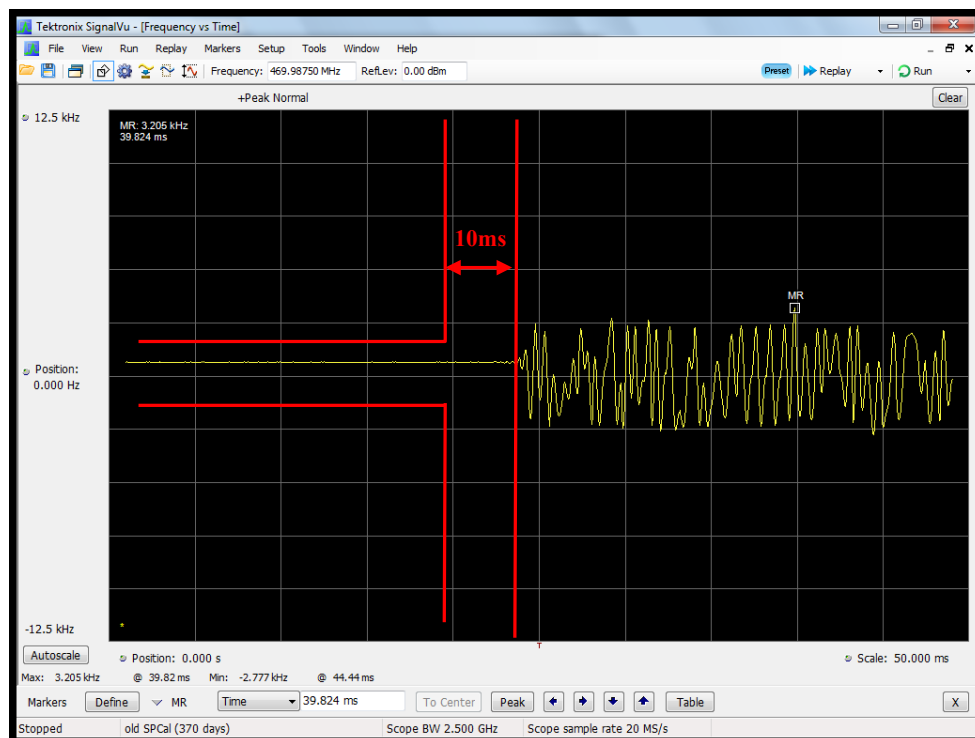 Tektronix SignalVu - [Frequency vs Time]
File View Run Replay Markers Setup Tools Window Help
Frequency: 469.98750 MHz RefLev: 0.00 dBm Preset Replay Run
+Peak Normal Clear
12.5 kHz
MR: 3.205 kHz
39.824 ms
10ms
MR
Position:
0.000 Hz
-12.5 kHz
*
T
Autoscale Position: 0.000 s Scale: 50.000 ms
Max: 3.205 kHz @ 39.82 ms Min: -2.777 kHz @ 44.44 ms
Markers Define MR Time 39.824 ms To Center Peak Table X
Stopped old SPCal (370 days) Scope BW 2.500 GHz Scope sample rate 20 MS/s